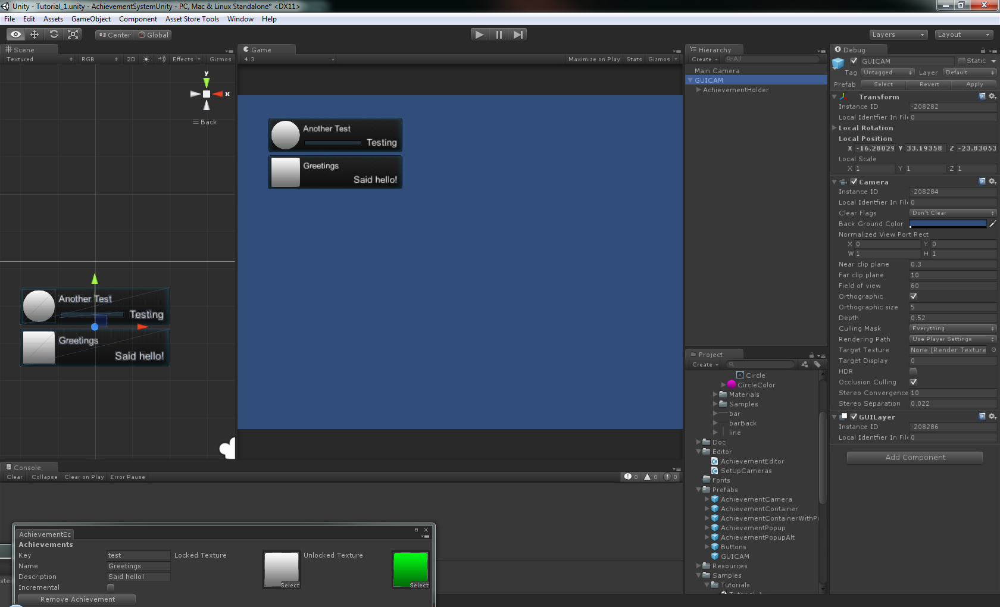 Unity - Tutorial_1.unity - AchievementSystemUnity - PC, Mac & Linux Standalone* <DX11>
File Edit Assets GameObject Component Asset Store Tools Window Help
Center Global Layers Layout
Scene
Textured RGB 2D Effects Gizmos
y
x
Back
Another Test
Testing
Greetings
Said hello!
Game
4:3 Maximize on Play Stats Gizmos
Another Test
Testing
Greetings
Said hello!
Hierarchy
Create All
Main Camera
GUICAM
AchievementHolder
Project
Create
Circle
CircleColor
Materials
Samples
bar
barBack
line
Doc
Editor
AchievementEditor
SetUpCameras
Fonts
Prefabs
AchievementCamera
AchievementContainer
AchievementContainerWithPr
AchievementPopup
AchievementPopupAlt
Buttons
GUICAM
Resources
Samples
Tutorials
Tutorial_1
Debug
GUICAM Static
Tag Untagged Layer Default
Prefab Select Revert Apply
Transform
Instance ID -208282
Local Identfier In File 0
Local Rotation
Local Position
X -16.28029 Y 33.19358 Z -23.83053
Local Scale
X 1 Y 1 Z 1
Camera
Instance ID -208284
Local Identfier In File 0
Clear Flags Don't Clear
Back Ground Color
Normalized View Port Rect
X 0 Y 0
W 1 H 1
Near clip plane 0.3
Far clip plane 10
Field of view 60
Orthographic
Orthographic size 5
Depth 0.52
Culling Mask Everything
Rendering Path Use Player Settings
Target Texture None (Render Texture
Target Display 0
HDR
Occlusion Culling
Stereo Convergence 10
Stereo Separation 0.022
GUILayer
Instance ID -208286
Local Identfier In File 0
Add Component
Console
Clear Collapse Clear on Play Error Pause 0 0 0
AchievementEc
Achievements
Key test Locked Texture Select Unlocked Texture Select
Name Greetings
Description Said hello!
Incremental
Remove Achievement